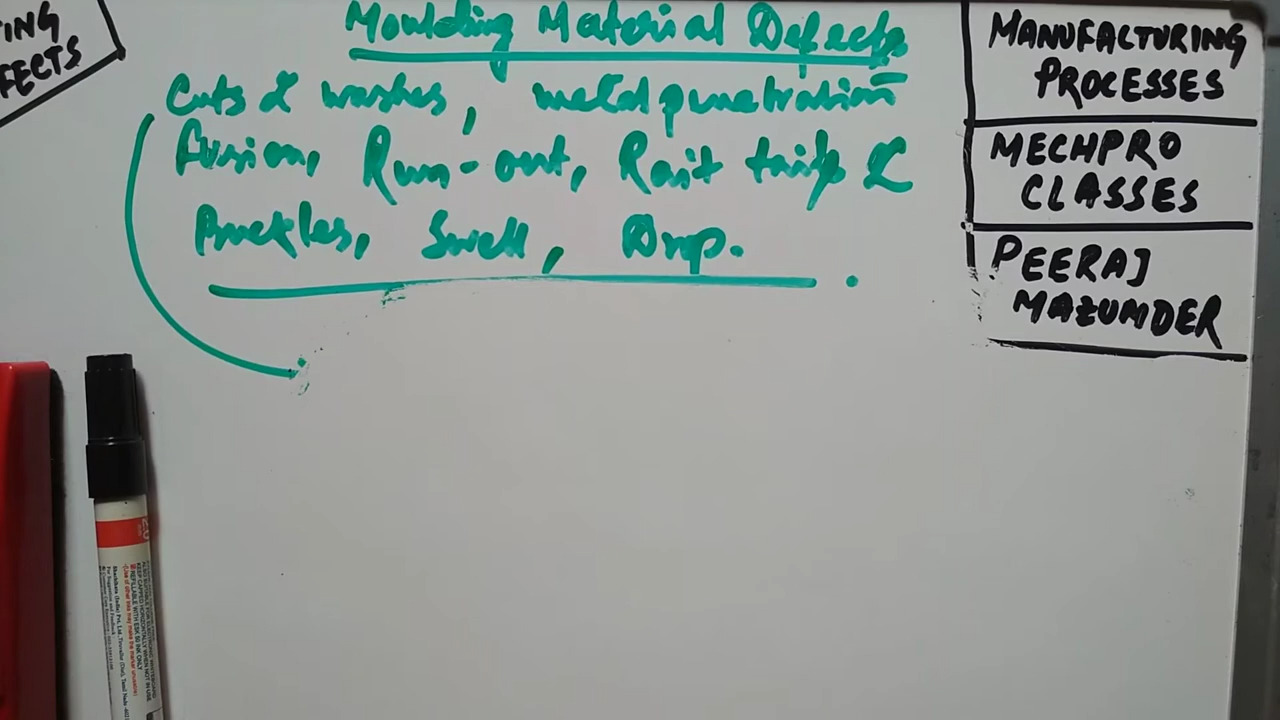 ING
FECTS
Moulding Material Defects
Cuts & washes, metal penetration
fusion, Run-out, Rait tails &
Buckles, Swell, Drop.
MANUFACTURING
PROCESSES
MECHPRO
CLASSES
PEERAJ
MAZUMDER